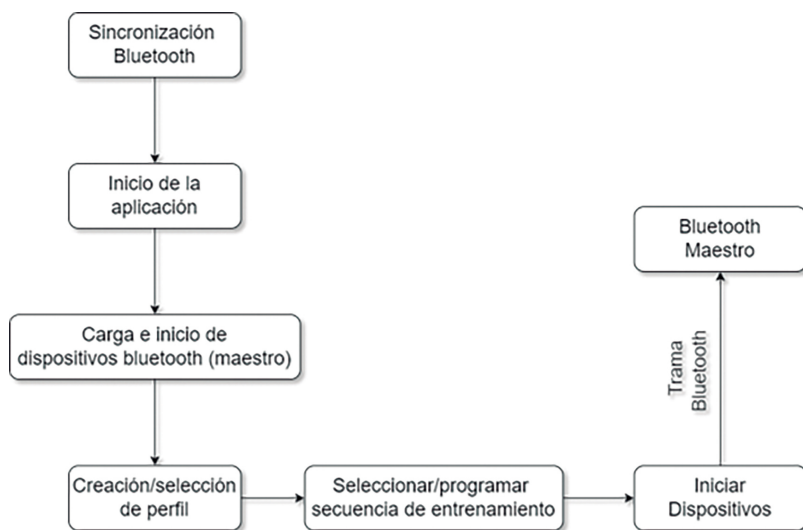 Sincronización
Bluetooth
Inicio de la
aplicación
Carga e inicio de
dispositivos bluetooth (maestro)
Creación/selección
de perfil
Seleccionar/programar
secuencia de entrenamiento
Iniciar
Dispositivos
Trama
Bluetooth
Bluetooth
Maestro